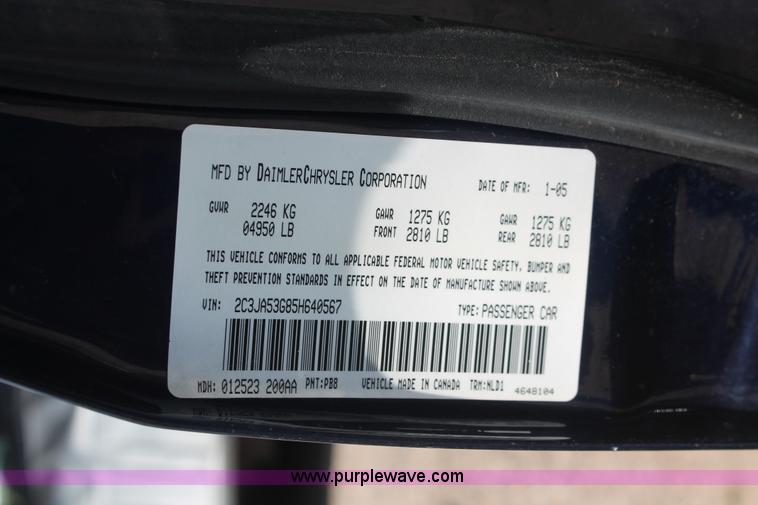 MFD BY DAIMLERCHRYSLER CORPORATION DATE OF MFR: 1-05
GVWR 2246 KG GAWR 1275 KG GAWR 1275 KG
04950 LB FRONT 2810 LB REAR 2810 LB
THIS VEHICLE CONFORMS TO ALL APPLICABLE FEDERAL MOTOR VEHICLE SAFETY, BUMPER AND
THEFT PREVENTION STANDARDS IN EFFECT ON THE DATE OF MANUFACTURE SHOWN ABOVE.
VIN: 2C3JA53G85H640567 TYPE: PASSENGER CAR
MDH: 012523 200AA PNT:PB8 VEHICLE MADE IN CANADA TRM:NLD1 4648104
www.purplewave.com